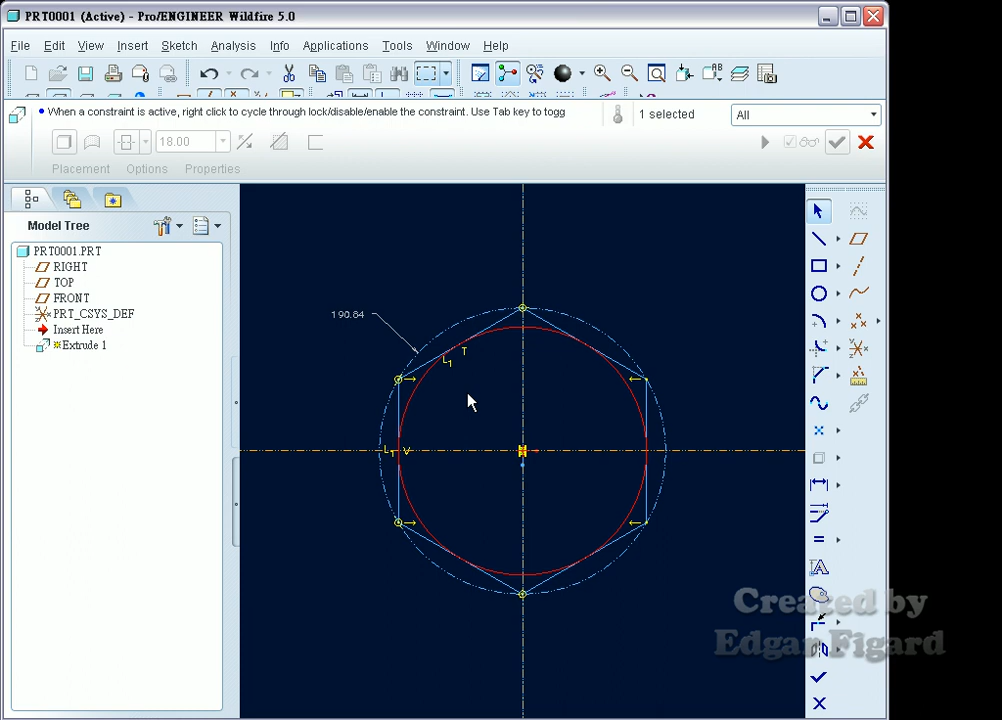 PRT0001 (Active) - Pro/ENGINEER Wildfire 5.0
File Edit View Insert Sketch Analysis Info Applications Tools Window Help
When a constraint is active, right click to cycle through lock/disable/enable the constraint. Use Tab key to togg
1 selected
All
18.00
Placement Options Properties
Model Tree
PRT0001.PRT
RIGHT
TOP
FRONT
PRT_CSYS_DEF
Insert Here
Extrude 1
190.84
T
L1
L1 V
Created by
Edgar Figard